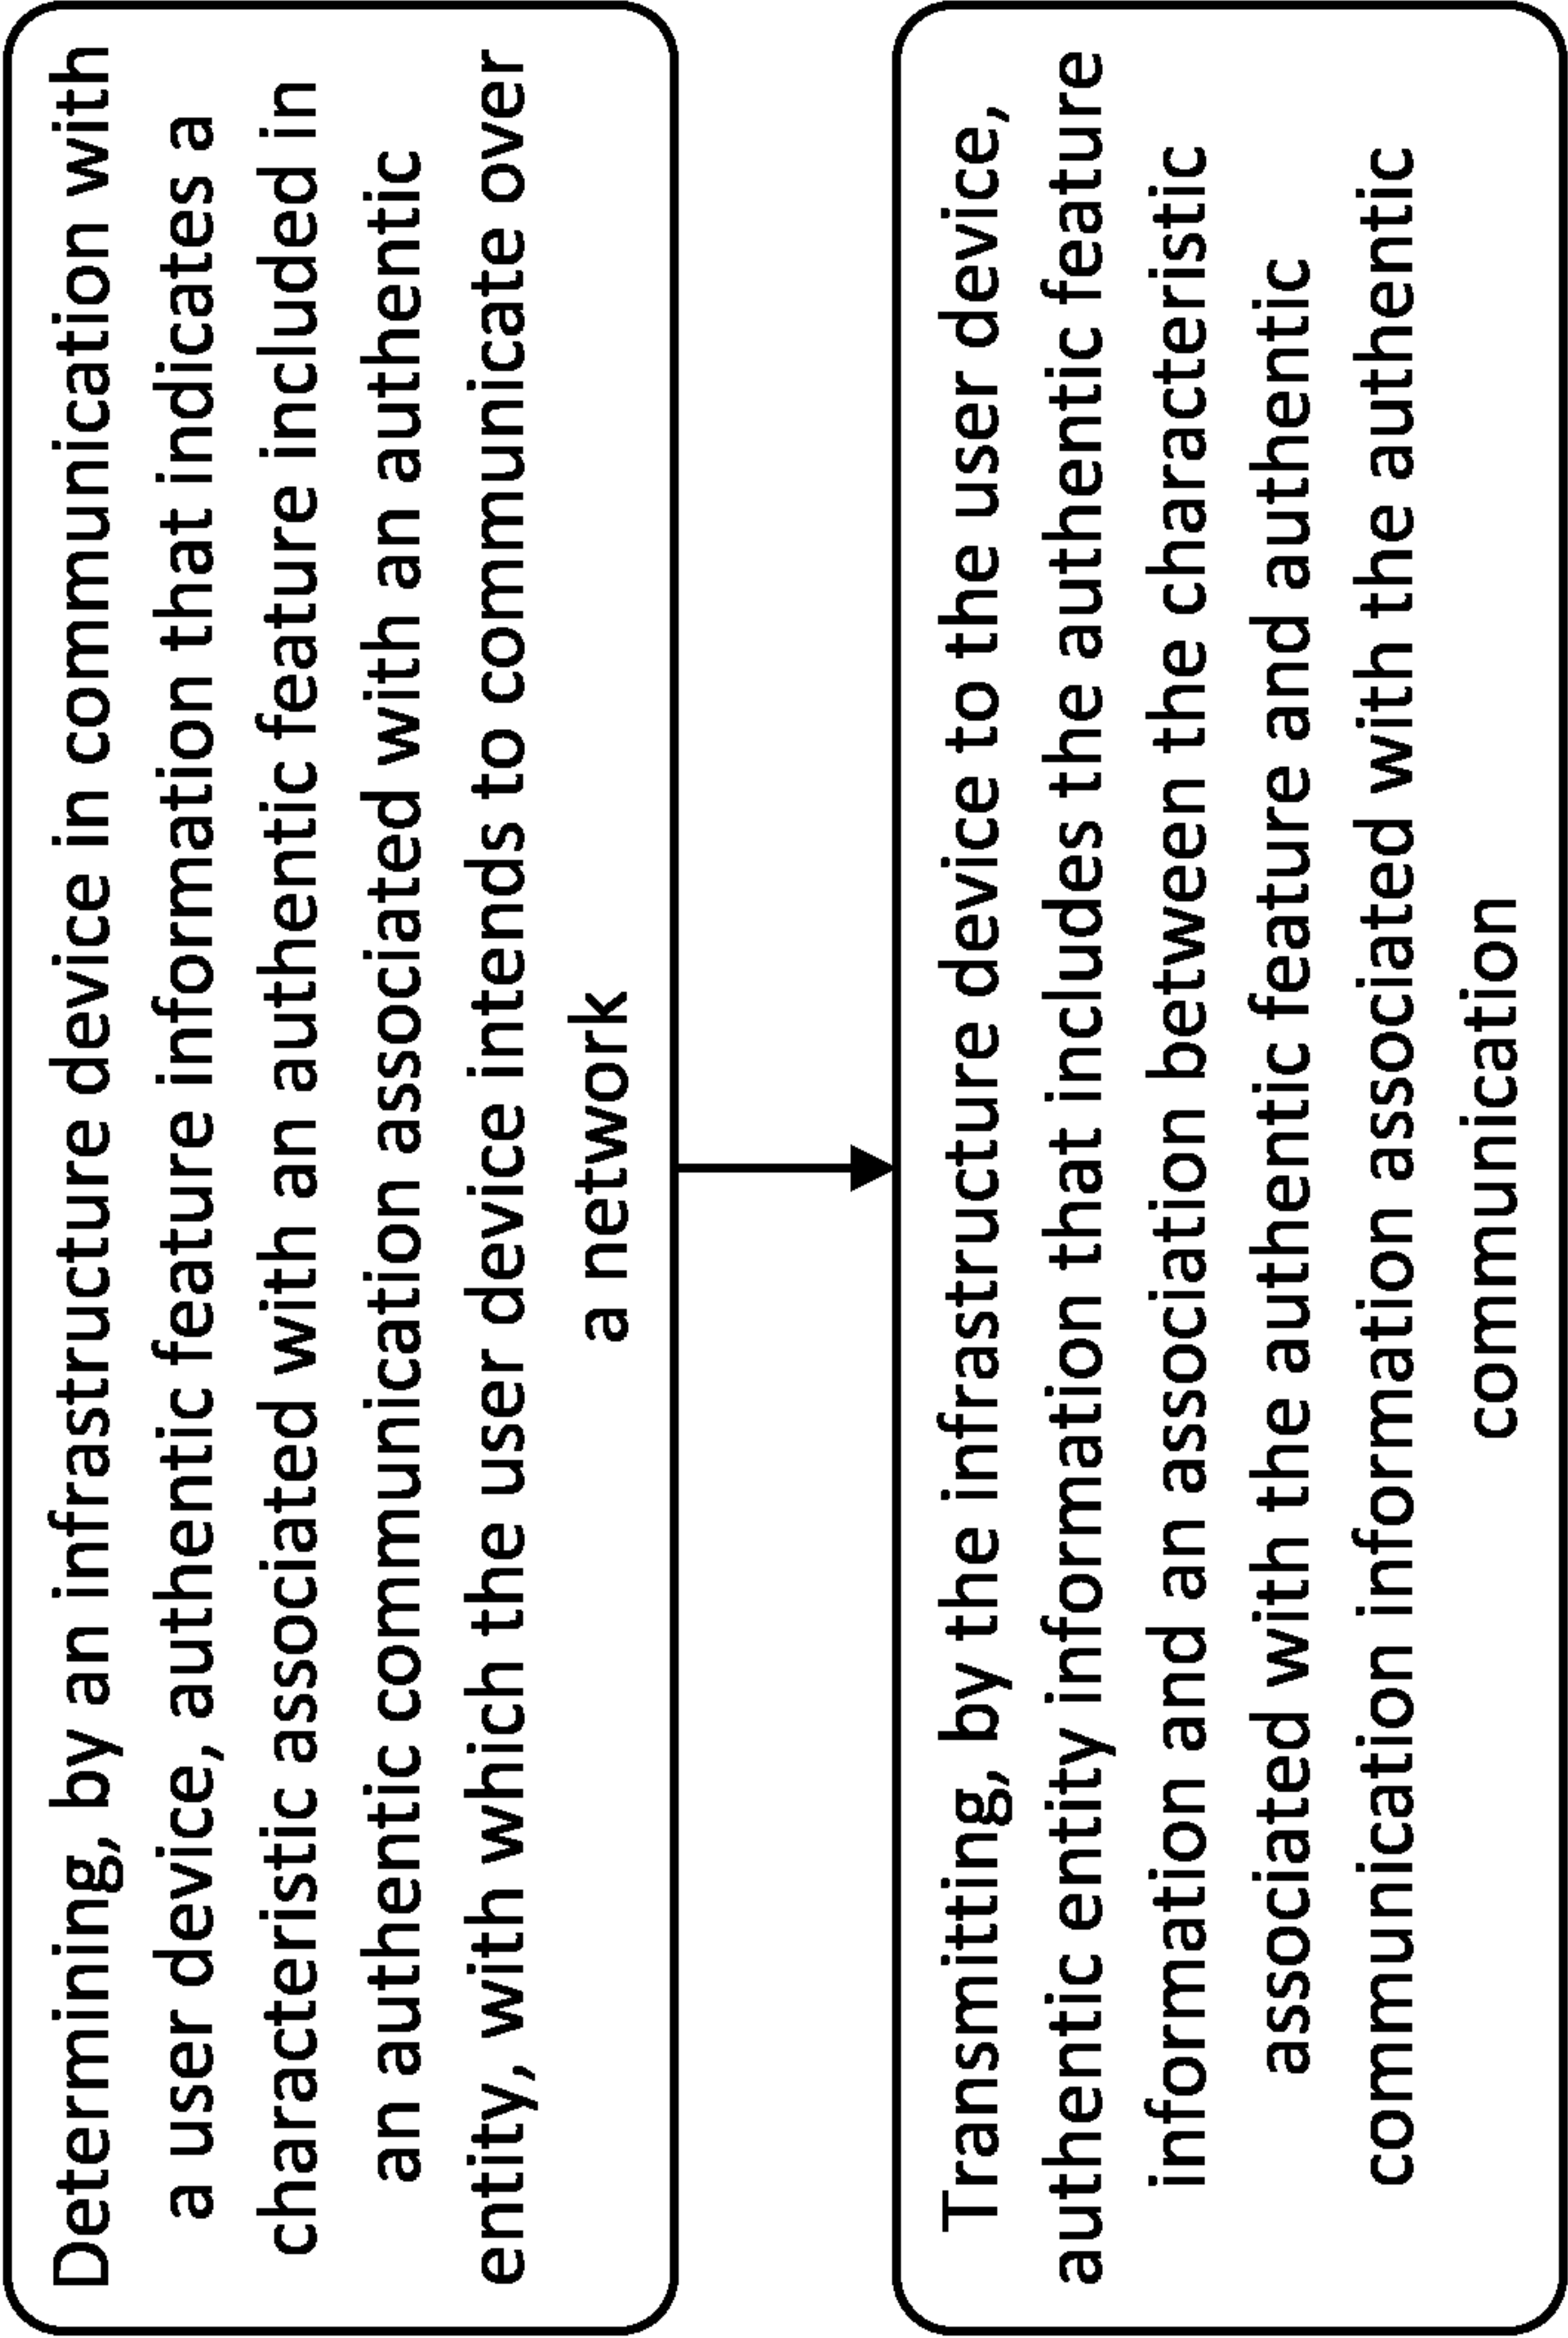 Determining, by an infrastructure device in communication with
a user device, authentic feature information that indicates a
characteristic associated with an authentic feature included in
an authentic communication associated with an authentic
entity, with which the user device intends to communicate over
a network
Transmitting, by the infrastructure device to the user device,
authentic entity information that includes the authentic feature
information and an association between the characteristic
associated with the authentic feature and authentic
communication information associated with the authentic
communication